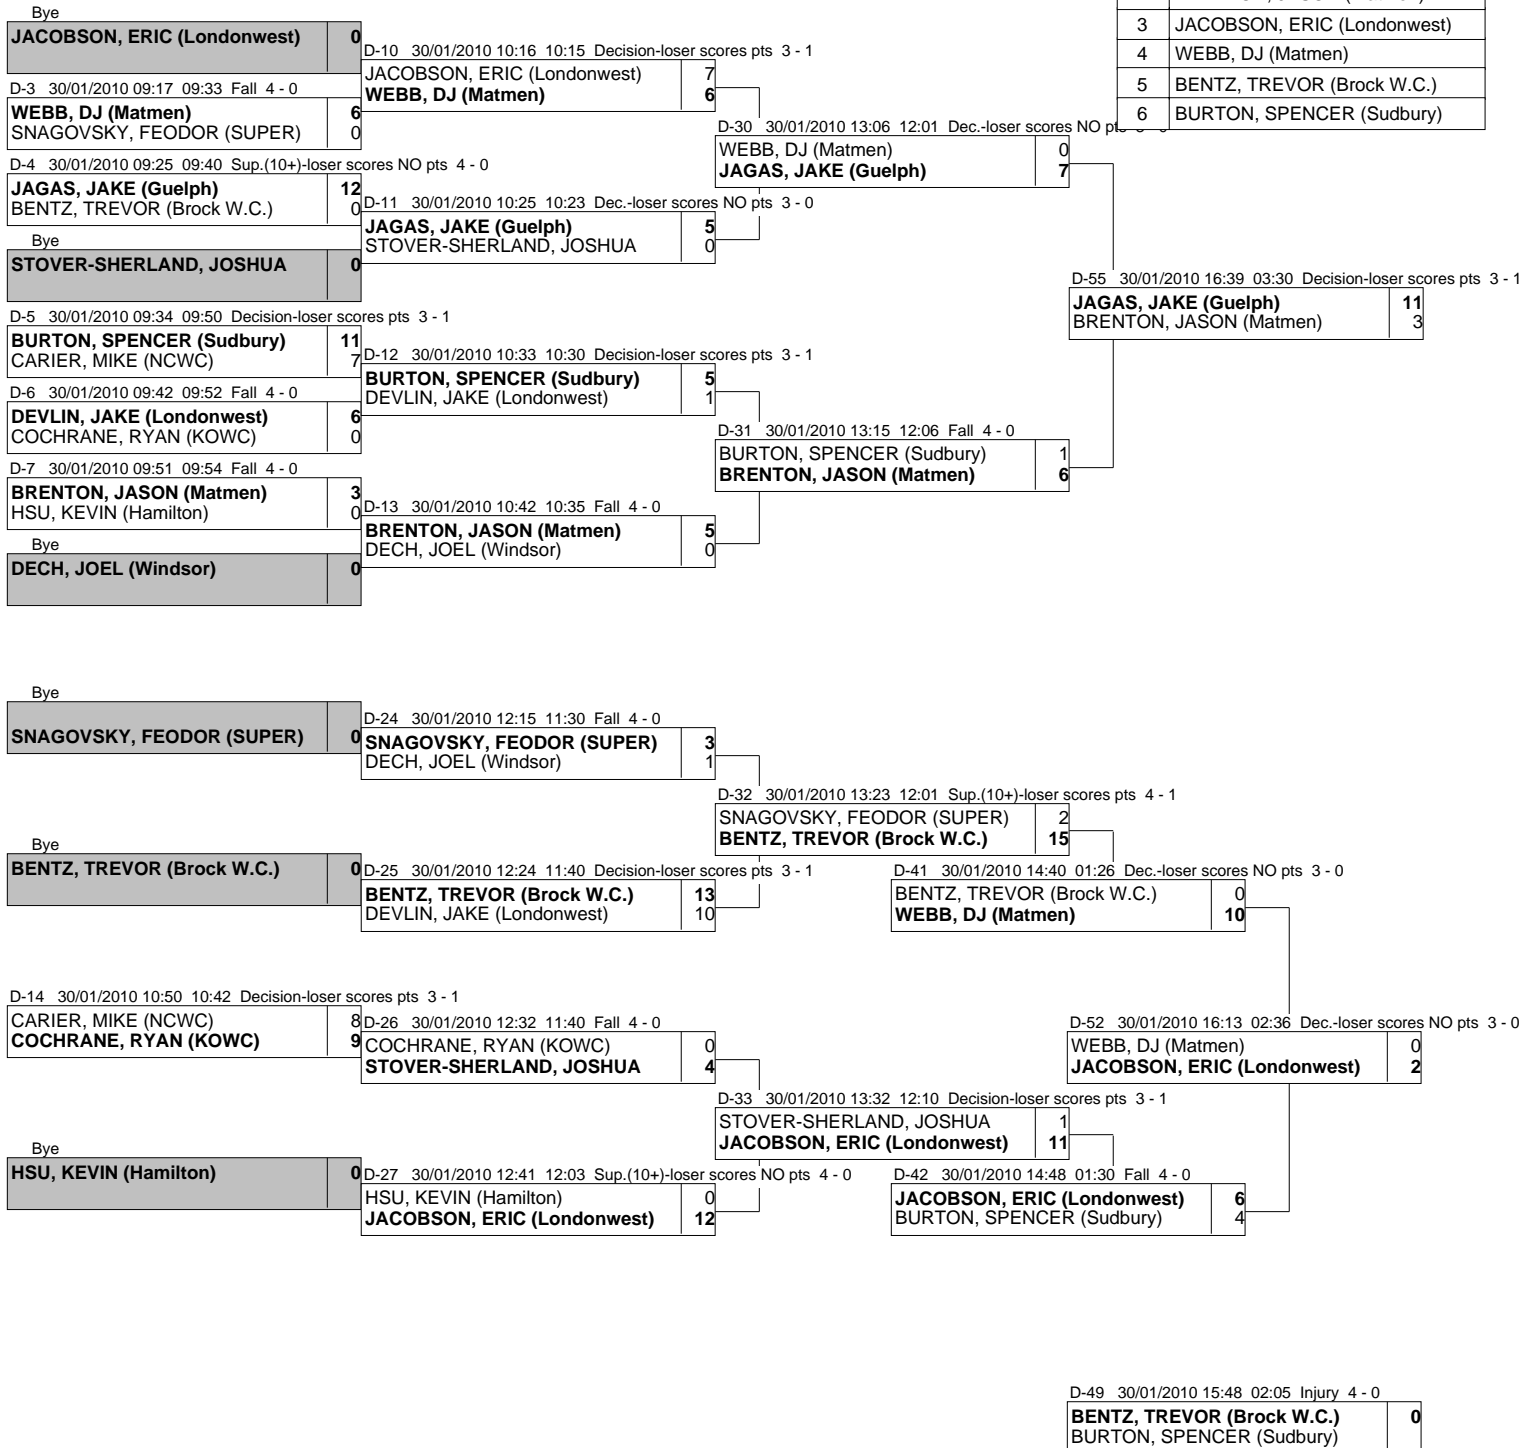 Bye
JACOBSON, ERIC (Londonwest) 0
D-3 30/01/2010 09:17 09:33 Fall 4 - 0
WEBB, DJ (Matmen) 6
SNAGOVSKY, FEODOR (SUPER) 0
D-4 30/01/2010 09:25 09:40 Sup.(10+)-loser scores NO pts 4 - 0
JAGAS, JAKE (Guelph) 12
BENTZ, TREVOR (Brock W.C.) 0
Bye
STOVER-SHERLAND, JOSHUA 0
D-5 30/01/2010 09:34 09:50 Decision-loser scores pts 3 - 1
BURTON, SPENCER (Sudbury) 11
CARIER, MIKE (NCWC) 7
D-6 30/01/2010 09:42 09:52 Fall 4 - 0
DEVLIN, JAKE (Londonwest) 6
COCHRANE, RYAN (KOWC) 0
D-7 30/01/2010 09:51 09:54 Fall 4 - 0
BRENTON, JASON (Matmen) 3
HSU, KEVIN (Hamilton) 0
Bye
DECH, JOEL (Windsor) 0
D-10 30/01/2010 10:16 10:15 Decision-loser scores pts 3 - 1
JACOBSON, ERIC (Londonwest) 7
WEBB, DJ (Matmen) 6
D-11 30/01/2010 10:25 10:23 Dec.-loser scores NO pts 3 - 0
JAGAS, JAKE (Guelph) 5
STOVER-SHERLAND, JOSHUA 0
D-12 30/01/2010 10:33 10:30 Decision-loser scores pts 3 - 1
BURTON, SPENCER (Sudbury) 5
DEVLIN, JAKE (Londonwest) 1
D-13 30/01/2010 10:42 10:35 Fall 4 - 0
BRENTON, JASON (Matmen) 5
DECH, JOEL (Windsor) 0
D-30 30/01/2010 13:06 12:01 Dec.-loser scores NO pts
WEBB, DJ (Matmen) 0
JAGAS, JAKE (Guelph) 7
D-31 30/01/2010 13:15 12:06 Fall 4 - 0
BURTON, SPENCER (Sudbury) 1
BRENTON, JASON (Matmen) 6
D-55 30/01/2010 16:39 03:30 Decision-loser scores pts 3 - 1
JAGAS, JAKE (Guelph) 11
BRENTON, JASON (Matmen) 3
3 JACOBSON, ERIC (Londonwest)
4 WEBB, DJ (Matmen)
5 BENTZ, TREVOR (Brock W.C.)
6 BURTON, SPENCER (Sudbury)
Bye
SNAGOVSKY, FEODOR (SUPER) 0
Bye
BENTZ, TREVOR (Brock W.C.) 0
D-14 30/01/2010 10:50 10:42 Decision-loser scores pts 3 - 1
CARIER, MIKE (NCWC) 8
COCHRANE, RYAN (KOWC) 9
Bye
HSU, KEVIN (Hamilton) 0
D-24 30/01/2010 12:15 11:30 Fall 4 - 0
SNAGOVSKY, FEODOR (SUPER) 3
DECH, JOEL (Windsor) 1
D-25 30/01/2010 12:24 11:40 Decision-loser scores pts 3 - 1
BENTZ, TREVOR (Brock W.C.) 13
DEVLIN, JAKE (Londonwest) 10
D-26 30/01/2010 12:32 11:40 Fall 4 - 0
COCHRANE, RYAN (KOWC) 0
STOVER-SHERLAND, JOSHUA 4
D-27 30/01/2010 12:41 12:03 Sup.(10+)-loser scores NO pts 4 - 0
HSU, KEVIN (Hamilton) 0
JACOBSON, ERIC (Londonwest) 12
D-32 30/01/2010 13:23 12:01 Sup.(10+)-loser scores pts 4 - 1
SNAGOVSKY, FEODOR (SUPER) 2
BENTZ, TREVOR (Brock W.C.) 15
D-33 30/01/2010 13:32 12:10 Decision-loser scores pts 3 - 1
STOVER-SHERLAND, JOSHUA 1
JACOBSON, ERIC (Londonwest) 11
D-41 30/01/2010 14:40 01:26 Dec.-loser scores NO pts 3 - 0
BENTZ, TREVOR (Brock W.C.) 0
WEBB, DJ (Matmen) 10
D-42 30/01/2010 14:48 01:30 Fall 4 - 0
JACOBSON, ERIC (Londonwest) 6
BURTON, SPENCER (Sudbury) 4
D-52 30/01/2010 16:13 02:36 Dec.-loser scores NO pts 3 - 0
WEBB, DJ (Matmen) 0
JACOBSON, ERIC (Londonwest) 2
D-49 30/01/2010 15:48 02:05 Injury 4 - 0
BENTZ, TREVOR (Brock W.C.) 0
BURTON, SPENCER (Sudbury)